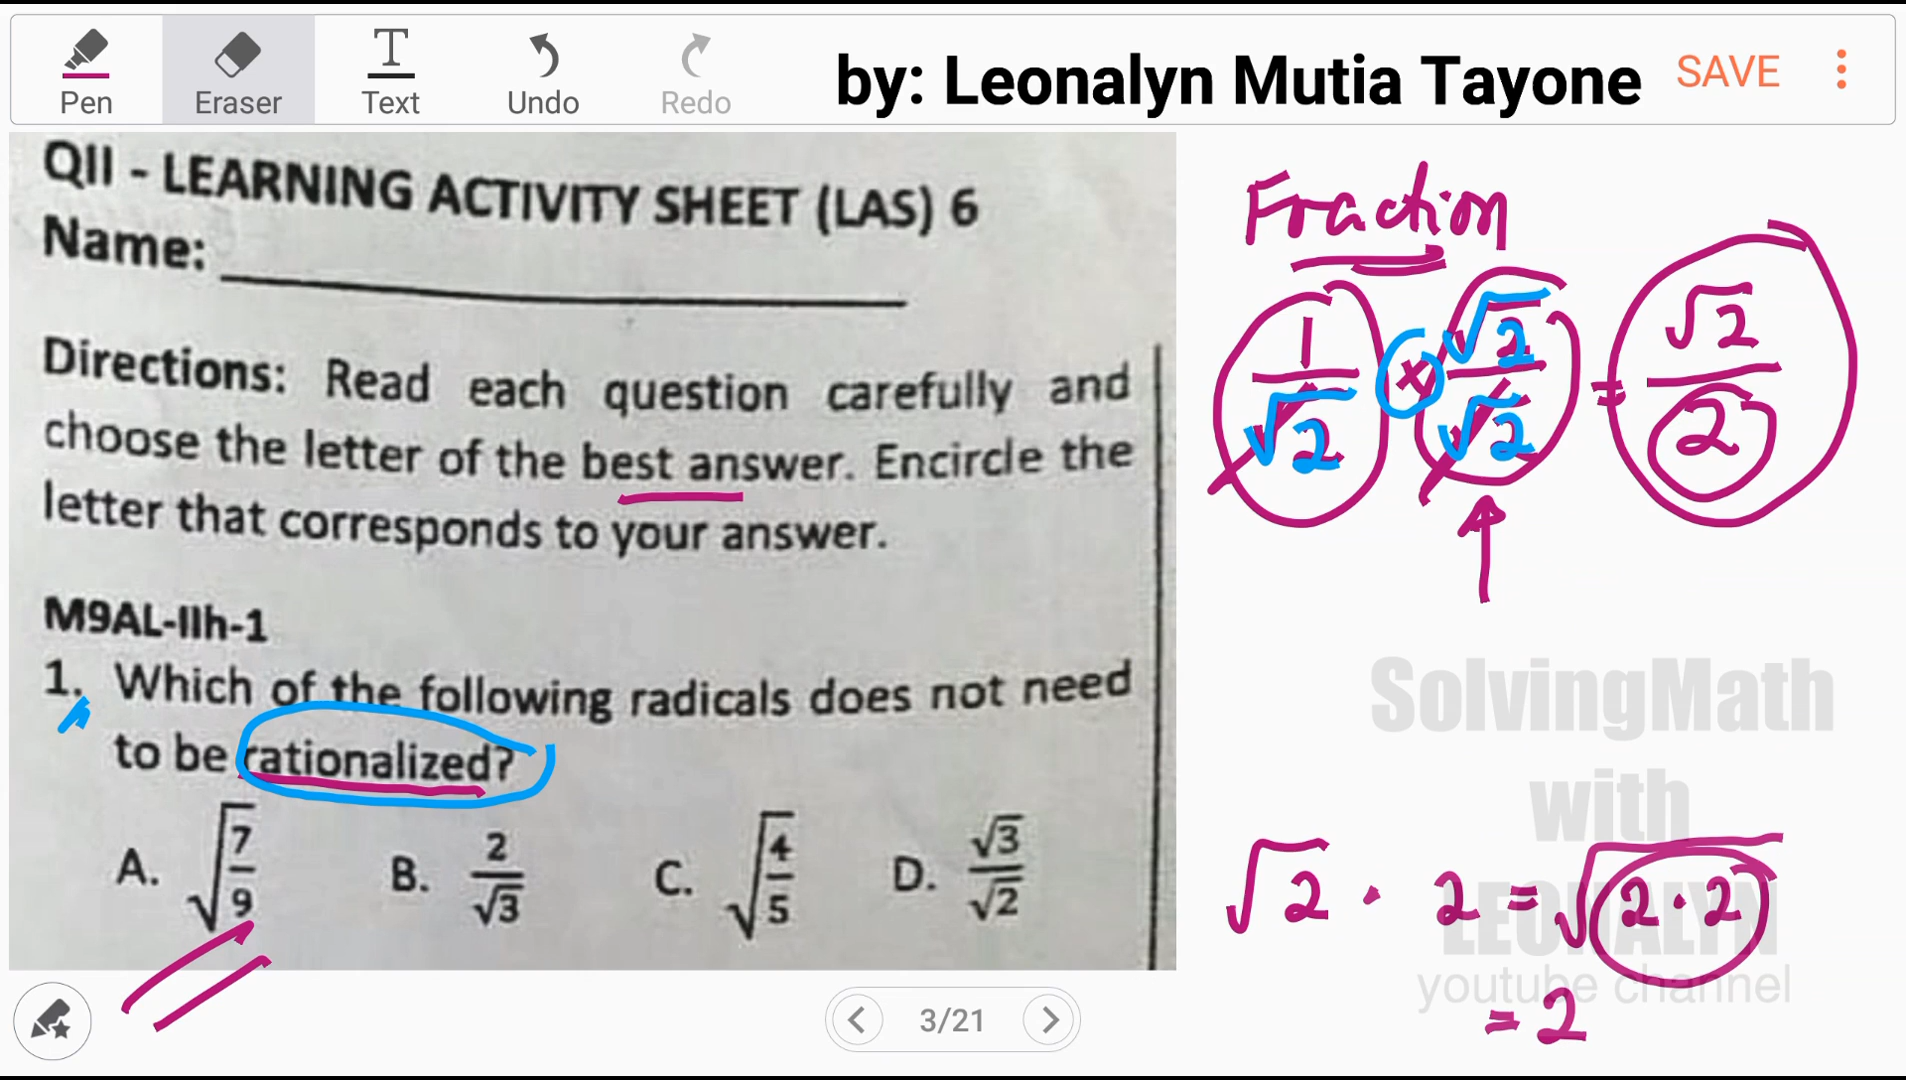 Pen
Eraser
Text
Undo
Redo
by: Leonalyn Mutia Tayone
SAVE
QII - LEARNING ACTIVITY SHEET (LAS) 6
Name:
Directions: Read each question carefully and
choose the letter of the best answer. Encircle the
letter that corresponds to your answer.
M9AL-IIh-1
1. Which of the following radicals does not need
to be rationalized?
A. √(7/9) B. 2/√3 C. √(4/5) D. √3/√2
Fraction
1/√2 × √2/√2 = √2/2
SolvingMath
with
LEONALYN
youtube channel
√2 · 2 = √(2·2)
= 2
3/21